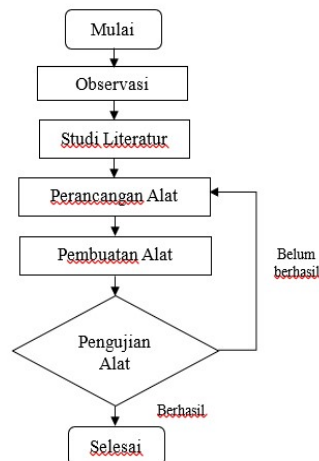 Mulai
Observasi
Studi Literatur
Perancangan Alat
Pembuatan Alat
Belum
berhasil
Pengujian
Alat
Berhasil
Selesai